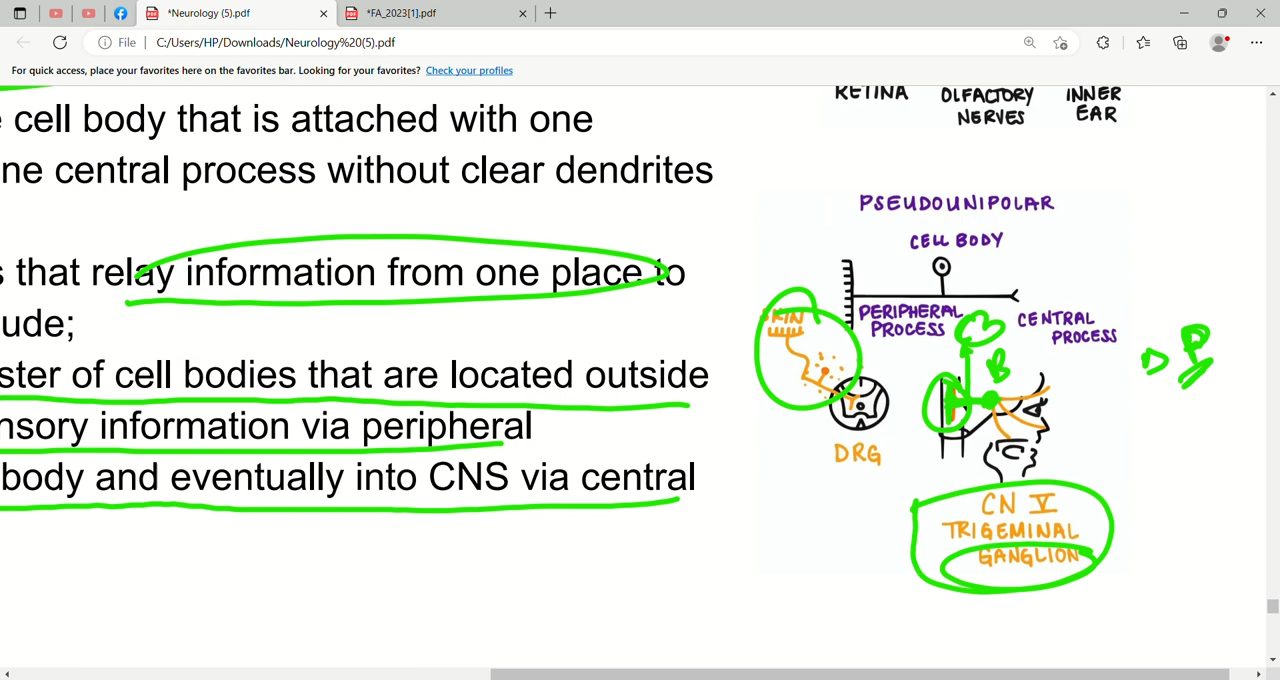 *Neurology (5).pdf
*FA_2023[1].pdf
File
C:/Users/HP/Downloads/Neurology%20(5).pdf
For quick access, place your favorites here on the favorites bar. Looking for your favorites? Check your profiles
cell body that is attached with one
ne central process without clear dendrites
s that relay information from one place to
ude;
ster of cell bodies that are located outside
nsory information via peripheral
body and eventually into CNS via central
RETINA
OLFACTORY
NERVES
INNER
EAR
PSEUDOUNIPOLAR
CELL BODY
PERIPHERAL
PROCESS
CENTRAL
PROCESS
SKIN
B
P
DRG
CN V
TRIGEMINAL
GANGLION